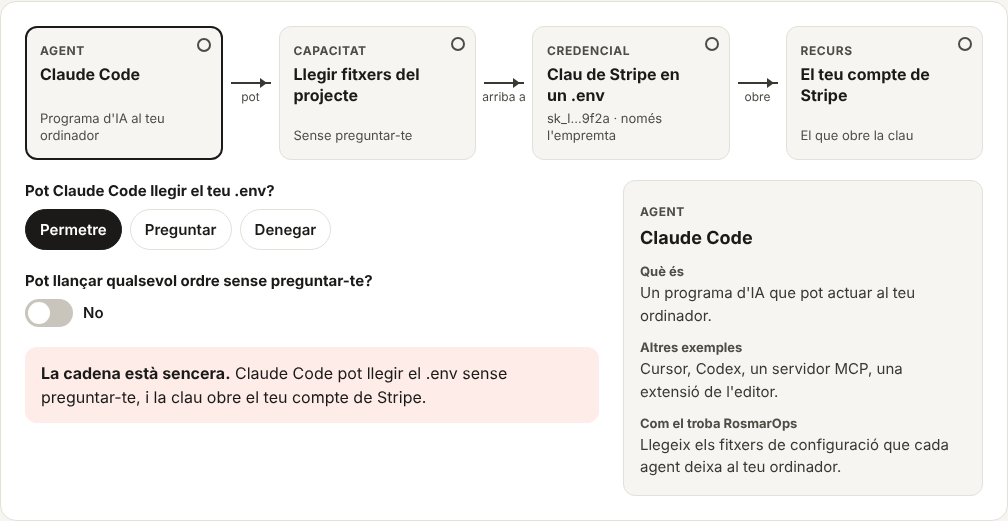 AGENT
Claude Code
Programa d'IA al teu
ordinador
pot
CAPACITAT
Llegir fitxers del
projecte
Sense preguntar-te
arriba a
CREDENCIAL
Clau de Stripe en
un .env
sk_l...9f2a · només
l'empremta
obre
RECURS
El teu compte de
Stripe
El que obre la clau
Pot Claude Code llegir el teu .env?
Permetre
Preguntar
Denegar
Pot llançar qualsevol ordre sense preguntar-te?
No
La cadena està sencera. Claude Code pot llegir el .env sense
preguntar-te, i la clau obre el teu compte de Stripe.
AGENT
Claude Code
Què és
Un programa d'IA que pot actuar al teu
ordinador.
Altres exemples
Cursor, Codex, un servidor MCP, una
extensió de l'editor.
Com el troba RosmarOps
Llegeix els fitxers de configuració que cada
agent deixa al teu ordinador.